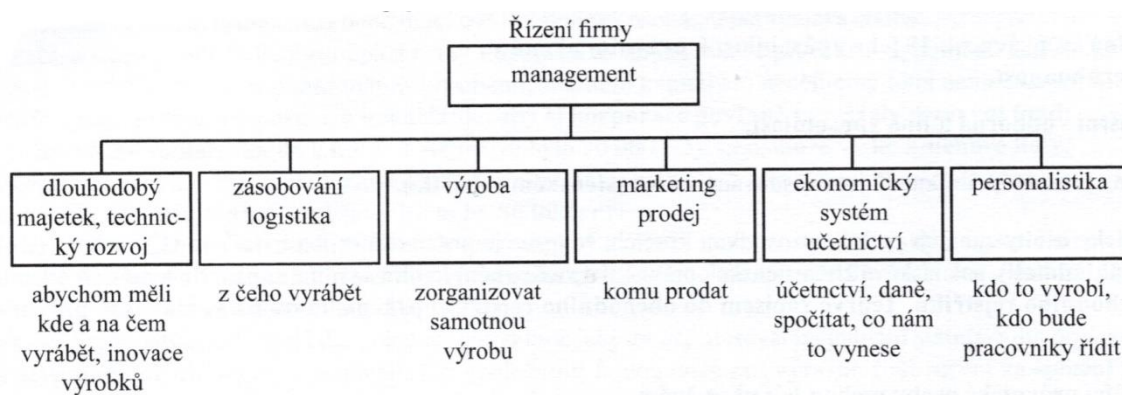 Řízení firmy
management
dlouhodobý
majetek, technic-
ký rozvoj
zásobování
logistika
výroba
marketing
prodej
ekonomický
systém
účetnictví
personalistika
abychom měli
kde a na čem
vyrábět, inovace
výrobků
z čeho vyrábět
zorganizovat
samotnou
výrobu
komu prodat
účetnictví, daně,
spočítat, co nám
to vynese
kdo to vyrobí,
kdo bude
pracovníky řídit